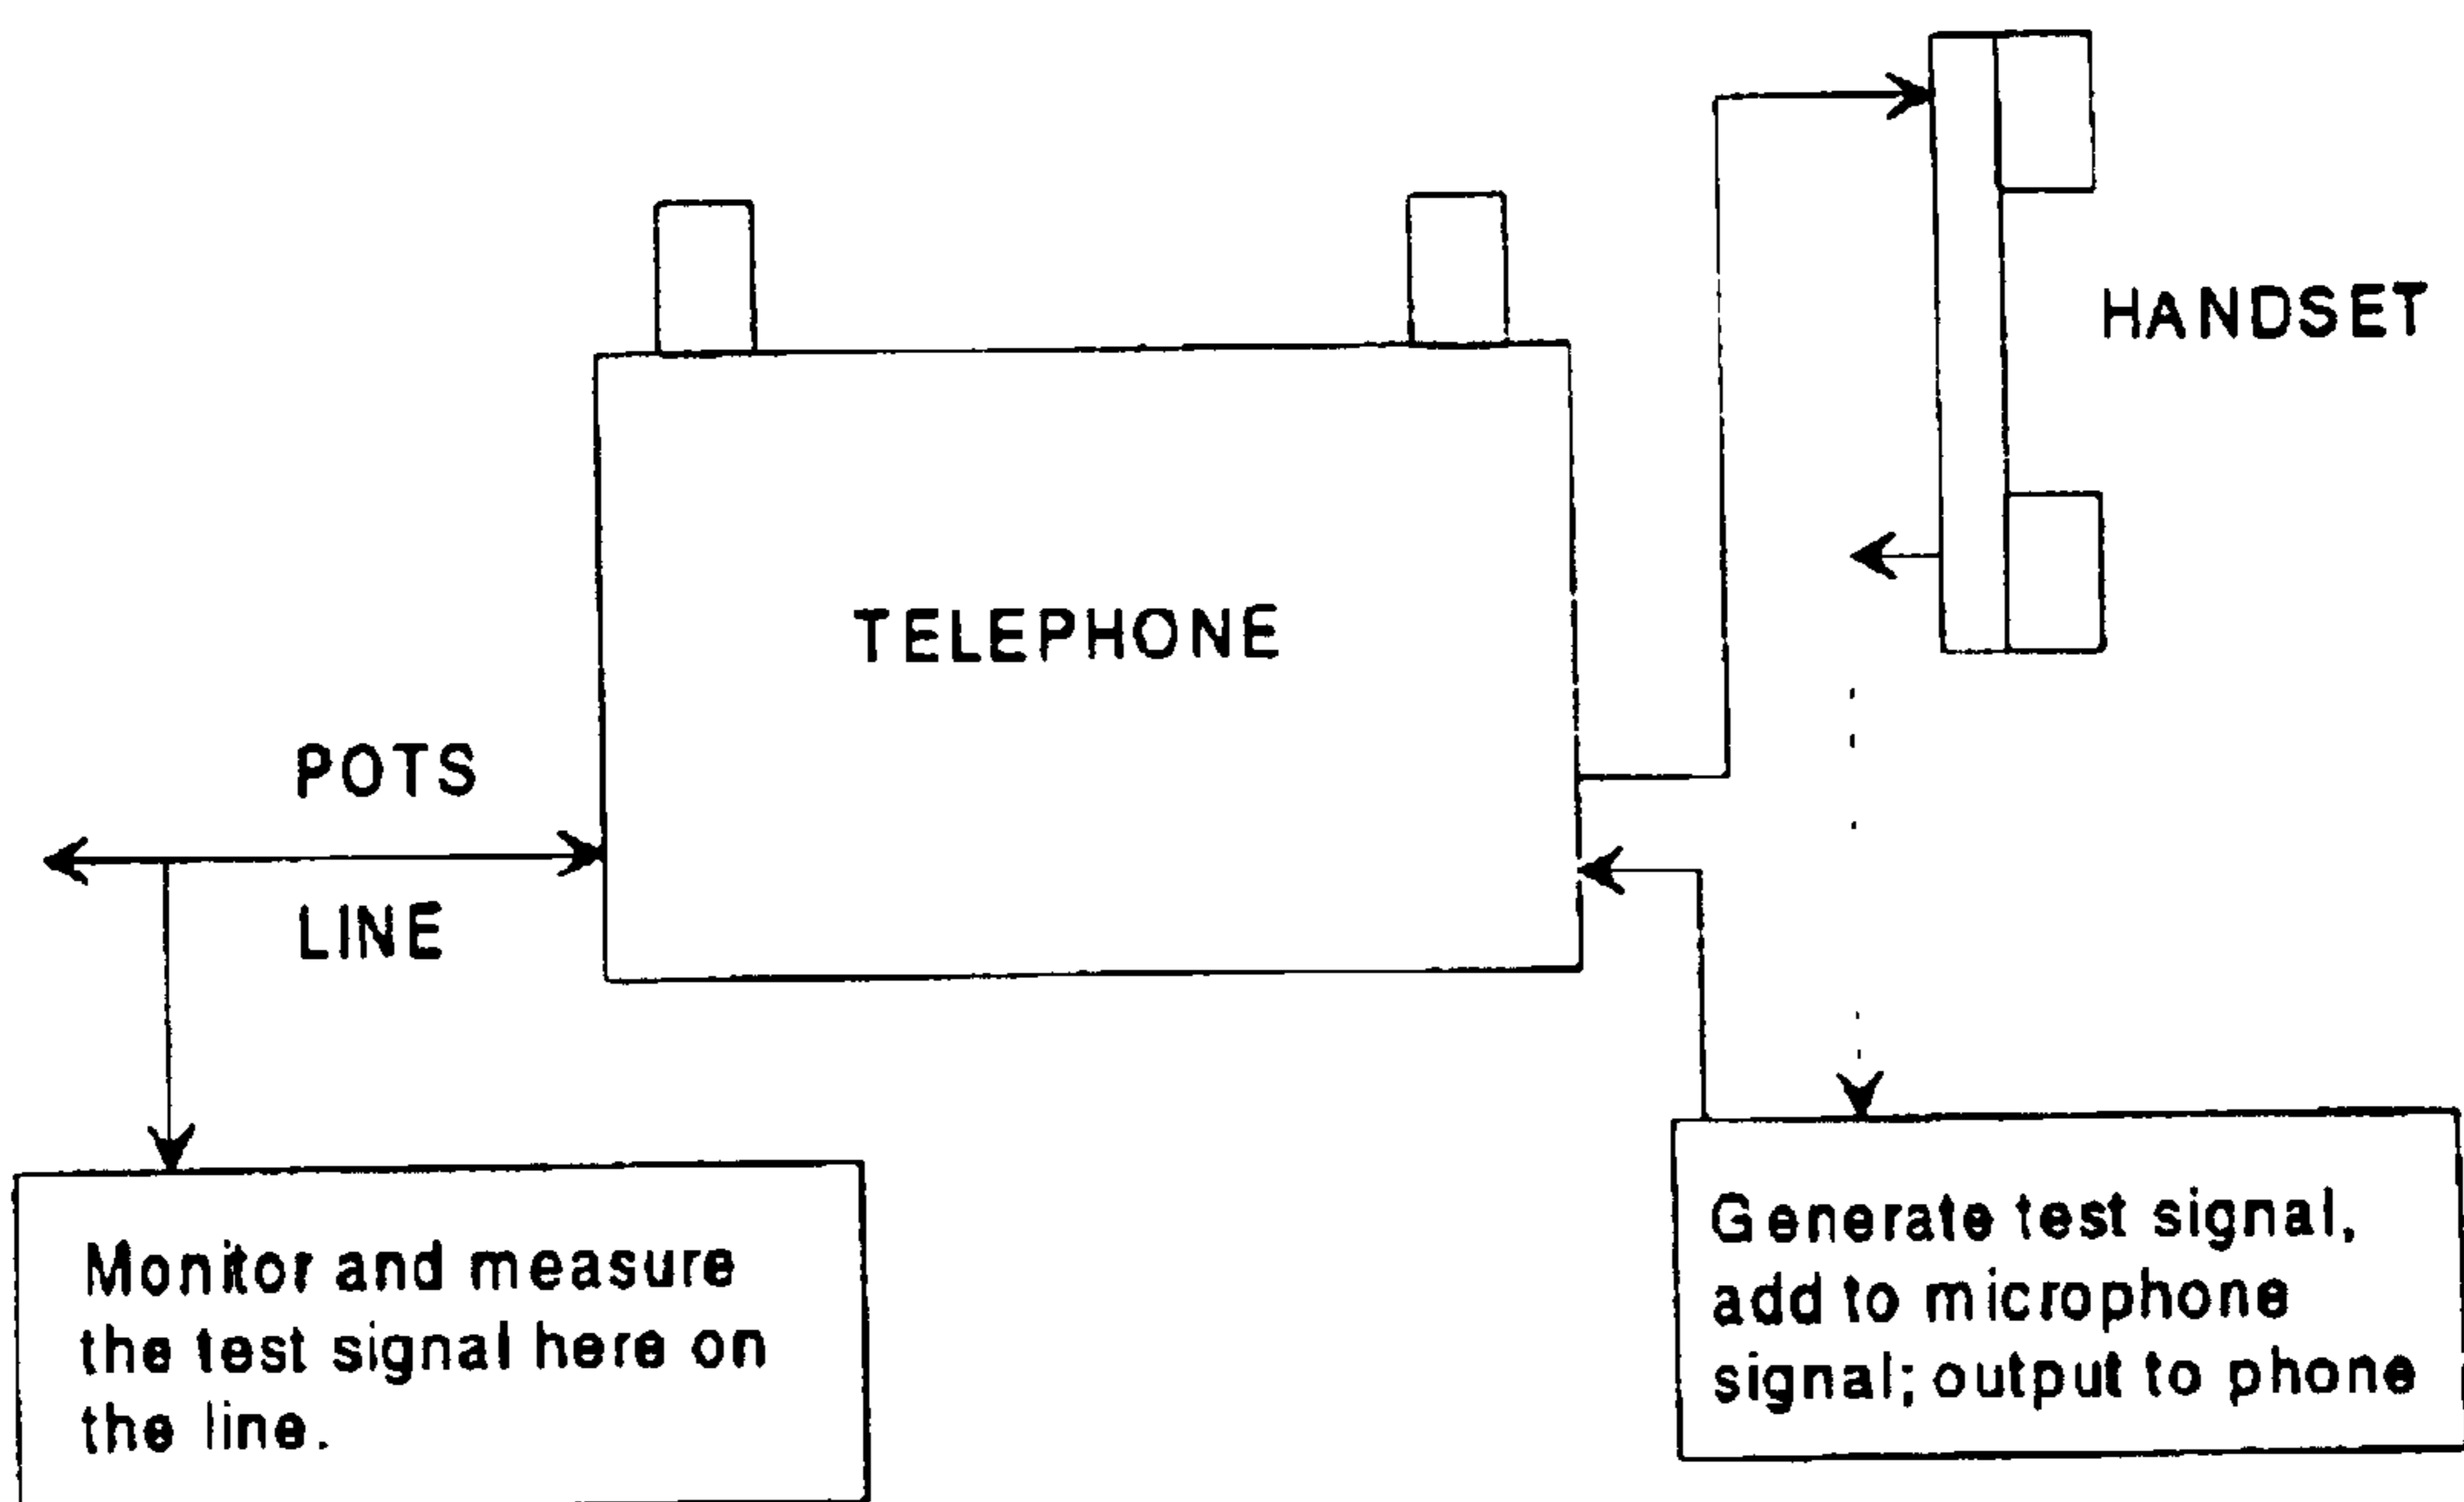 HANDSET
TELEPHONE
POTS
LINE
Monitor and measure
the test signal here on
the line.
Generate test signal,
add to microphone
signal; output to phone